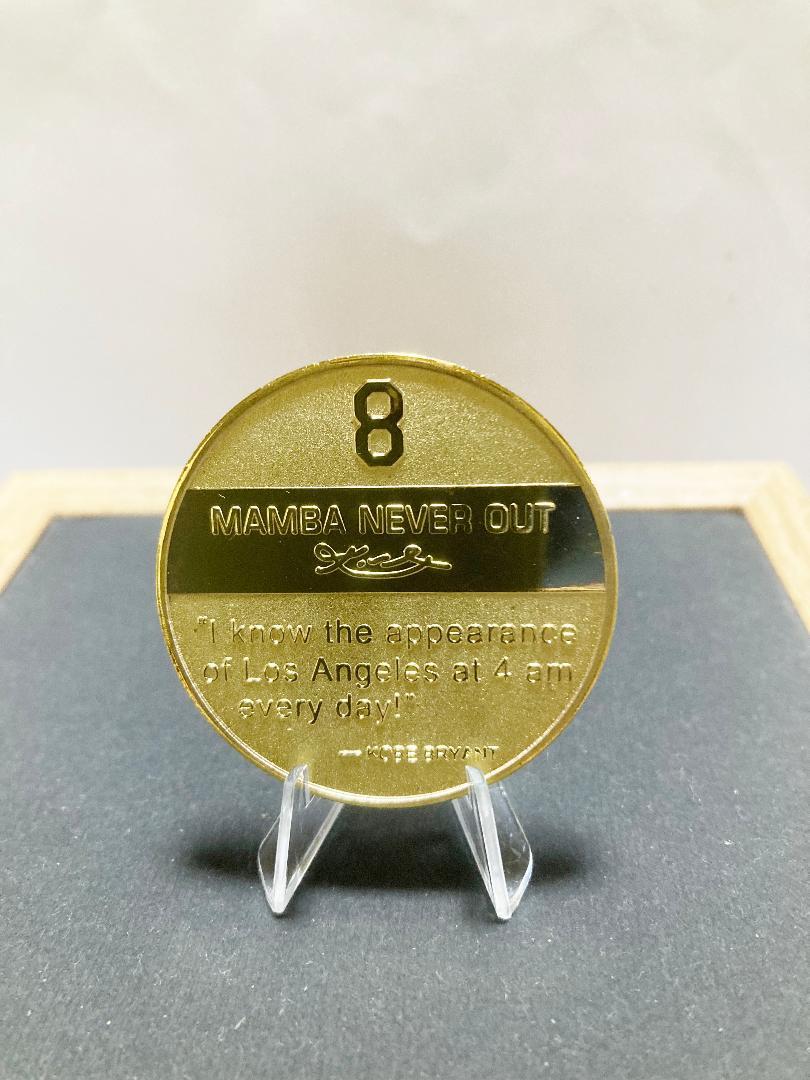 8
MAMBA NEVER OUT
"I know the appearance
of Los Angeles at 4 am
every day!"
— KOBE BRYANT